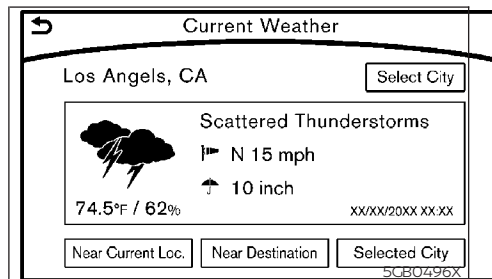 Current Weather
Los Angels, CA
Select City
Scattered Thunderstorms
N 15 mph
10 inch
74.5°F / 62%
XX/XX/20XX XX:XX
Near Current Loc.
Near Destination
Selected City
5GB0496X